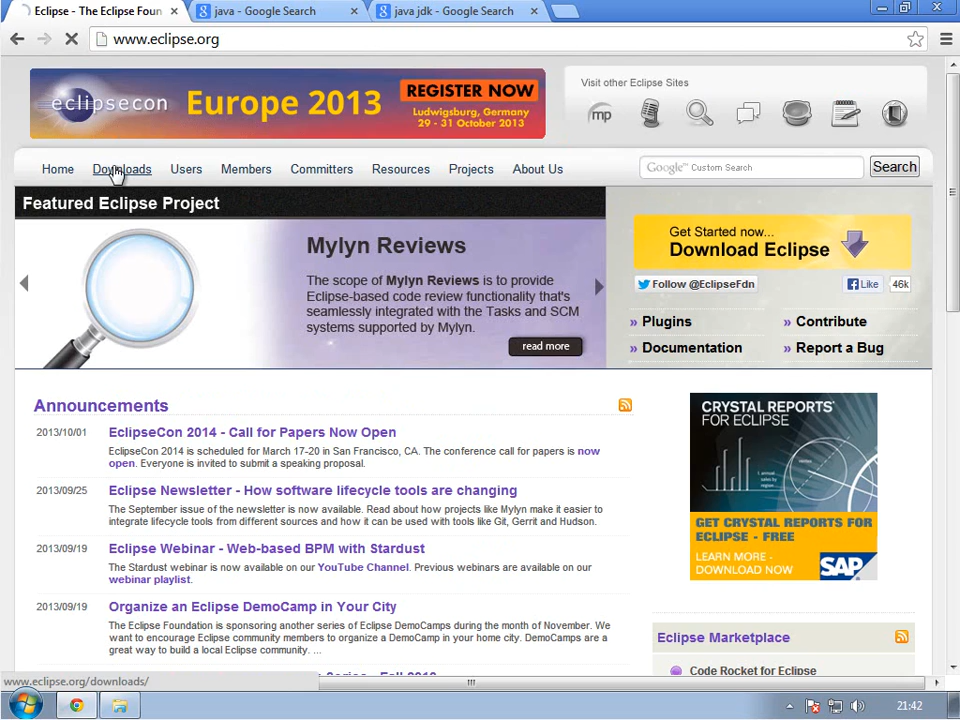 Eclipse - The Eclipse Foun
java - Google Search
java jdk - Google Search
www.eclipse.org
eclipsecon Europe 2013
REGISTER NOW
Ludwigsburg, Germany
29 - 31 October 2013
Visit other Eclipse Sites
mp
Home Downloads Users Members Committers Resources Projects About Us
Google™ Custom Search
Search
Featured Eclipse Project
Mylyn Reviews
The scope of Mylyn Reviews is to provide
Eclipse-based code review functionality that's
seamlessly integrated with the Tasks and SCM
systems supported by Mylyn.
read more
Get Started now...
Download Eclipse
Follow @EclipseFdn
Like 46k
» Plugins
» Contribute
» Documentation
» Report a Bug
Announcements
2013/10/01 EclipseCon 2014 - Call for Papers Now Open
EclipseCon 2014 is scheduled for March 17-20 in San Francisco, CA. The conference call for papers is now
open. Everyone is invited to submit a speaking proposal.
2013/09/25 Eclipse Newsletter - How software lifecycle tools are changing
The September issue of the newsletter is now available. Read about how projects like Mylyn make it easier to
integrate lifecycle tools from different sources and how it can be used with tools like Git, Gerrit and Hudson.
2013/09/19 Eclipse Webinar - Web-based BPM with Stardust
The Stardust webinar is now available on our YouTube Channel. Previous webinars are available on our
webinar playlist.
2013/09/19 Organize an Eclipse DemoCamp in Your City
The Eclipse Foundation is sponsoring another series of Eclipse DemoCamps during the month of November. We
want to encourage Eclipse community members to organize a DemoCamp in your home city. DemoCamps are a
great way to build a local Eclipse community. ...
CRYSTAL REPORTS®
FOR ECLIPSE
GET CRYSTAL REPORTS FOR
ECLIPSE - FREE
LEARN MORE -
DOWNLOAD NOW
SAP
Eclipse Marketplace
Code Rocket for Eclipse
www.eclipse.org/downloads/
21:42